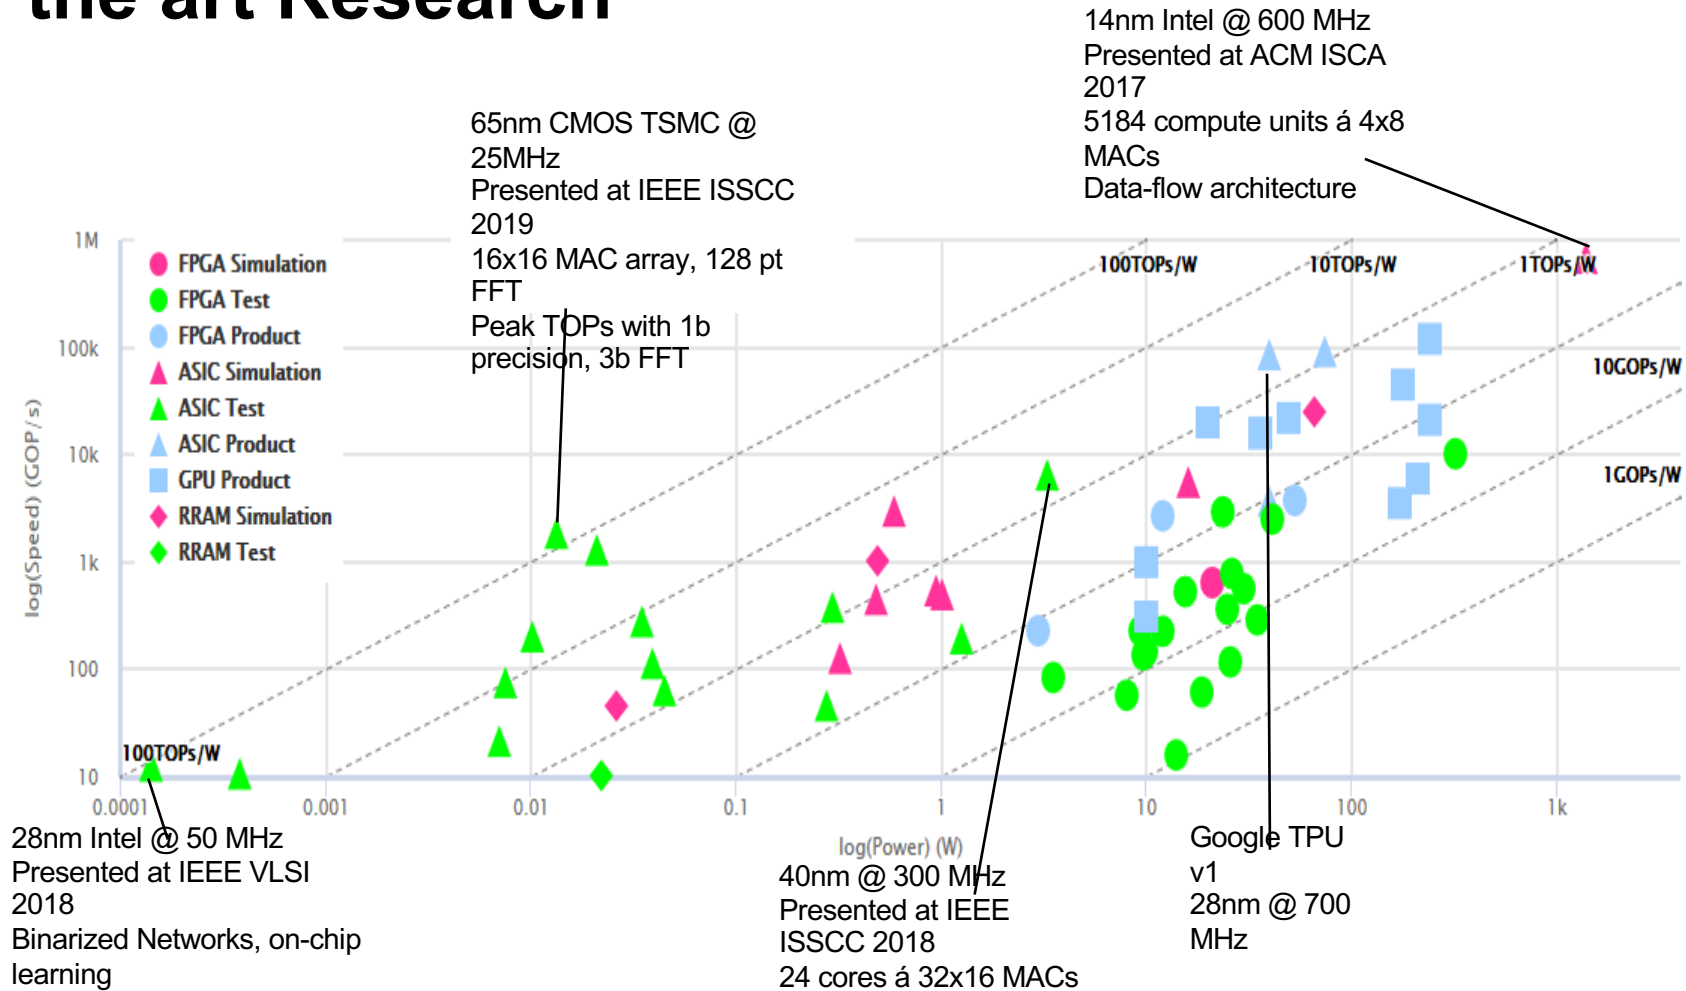 the art Research
14nm Intel @ 600 MHz
Presented at ACM ISCA
2017
5184 compute units á 4x8
MACs
Data-flow architecture
65nm CMOS TSMC @
25MHz
Presented at IEEE ISSCC
2019
16x16 MAC array, 128 pt
FFT
Peak TOPs with 1b
precision, 3b FFT
1M
100k
10k
1k
100
10
log(Speed) (GOP/s)
FPGA Simulation
FPGA Test
FPGA Product
ASIC Simulation
ASIC Test
ASIC Product
GPU Product
RRAM Simulation
RRAM Test
100TOPs/W
10TOPs/W
1TOPs/W
10GOPs/W
1GOPs/W
100TOPs/W
0.0001
0.001
0.01
0.1
1
10
100
1k
log(Power) (W)
28nm Intel @ 50 MHz
Presented at IEEE VLSI
2018
Binarized Networks, on-chip
learning
40nm @ 300 MHz
Presented at IEEE
ISSCC 2018
24 cores á 32x16 MACs
Google TPU
v1
28nm @ 700
MHz